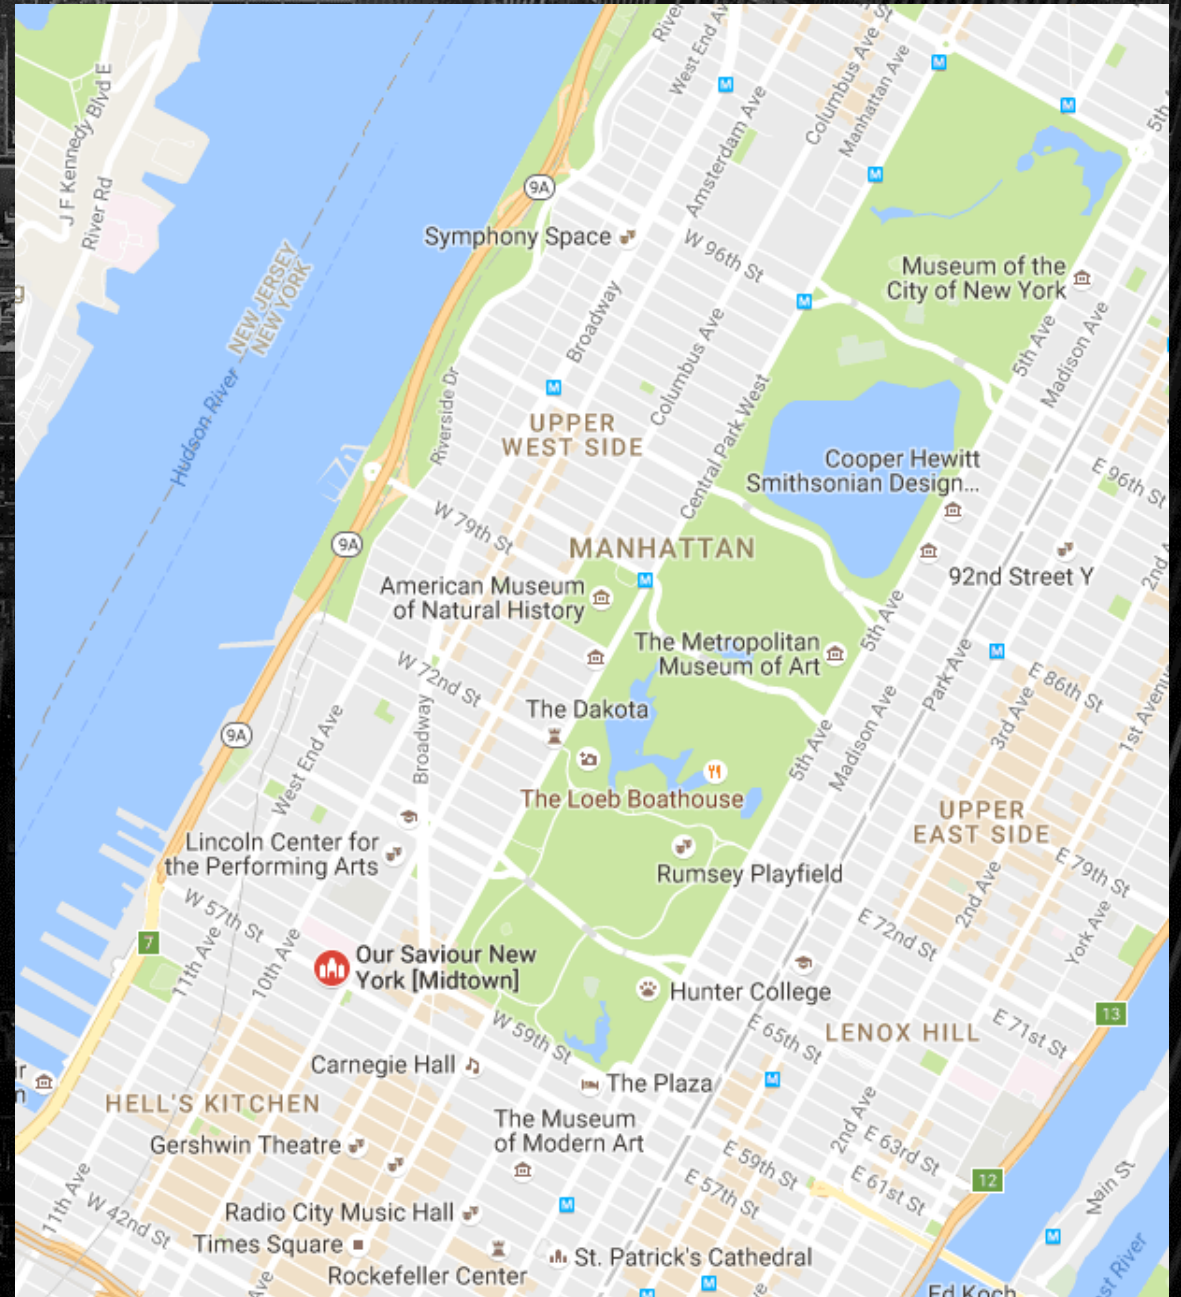 River
West End Av
St
Columbus Ave
Manhattan Ave
M
M
M
5th
J F Kennedy Blvd E
River Rd
Amsterdam Ave
M
9A
Symphony Space
W 96th St
Museum of the
City of New York
NEW JERSEY
NEW YORK
M
Broadway
Columbus Ave
5th Ave
Madison Ave
Hudson River
Riverside Dr
M
UPPER
WEST SIDE
Central Park West
Cooper Hewitt
Smithsonian Design...
E 96th St
W 79th St
9A
MANHATTAN
92nd Street Y
2nd A
American Museum
of Natural History
M
The Metropolitan
Museum of Art
5th Ave
M
Park Ave
E 86th St
W 72nd St
The Dakota
9A
West End Ave
Broadway
5th Ave
Madison Ave
3rd Ave
1st Avenu
The Loeb Boathouse
UPPER
EAST SIDE
Lincoln Center for
the Performing Arts
Rumsey Playfield
E 79th St
2nd Ave
W 57th St
E 72nd St
York Ave
7
11th Ave
10th Ave
Our Saviour New
York [Midtown]
Hunter College
13
W 59th St
E 65th St
LENOX HILL
E 71st St
Carnegie Hall
The Plaza
M
ir
n
HELL'S KITCHEN
The Museum
of Modern Art
2nd Ave
Gershwin Theatre
E 63rd St
E 59th St
E 61st St
12
E 57th St
11th Ave
W 42nd St
Radio City Music Hall
M
Main St
Times Square
St. Patrick's Cathedral
M
Rockefeller Center
Ave
M
M
Ed Koch
st River